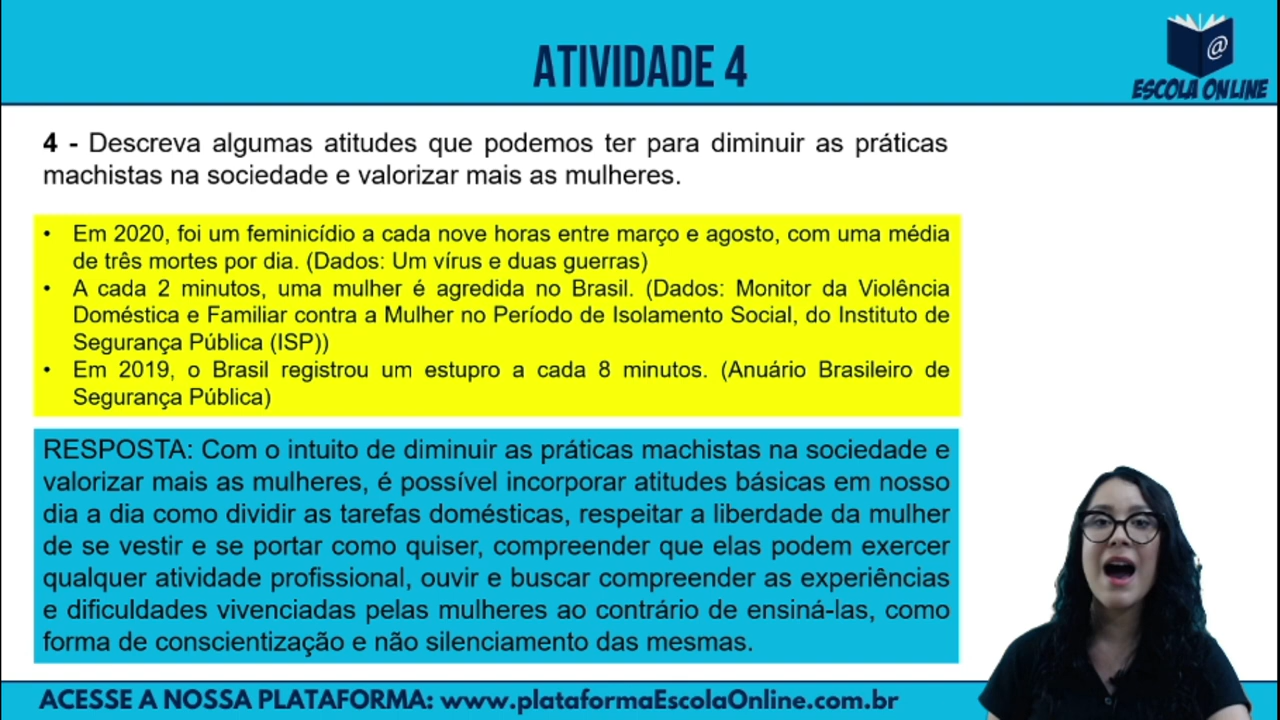 ATIVIDADE 4
@
ESCOLA ONLINE
4 - Descreva algumas atitudes que podemos ter para diminuir as práticas
machistas na sociedade e valorizar mais as mulheres.
• Em 2020, foi um feminicídio a cada nove horas entre março e agosto, com uma média
de três mortes por dia. (Dados: Um vírus e duas guerras)
• A cada 2 minutos, uma mulher é agredida no Brasil. (Dados: Monitor da Violência
Doméstica e Familiar contra a Mulher no Período de Isolamento Social, do Instituto de
Segurança Pública (ISP))
• Em 2019, o Brasil registrou um estupro a cada 8 minutos. (Anuário Brasileiro de
Segurança Pública)
RESPOSTA: Com o intuito de diminuir as práticas machistas na sociedade e
valorizar mais as mulheres, é possível incorporar atitudes básicas em nosso
dia a dia como dividir as tarefas domésticas, respeitar a liberdade da mulher
de se vestir e se portar como quiser, compreender que elas podem exercer
qualquer atividade profissional, ouvir e buscar compreender as experiências
e dificuldades vivenciadas pelas mulheres ao contrário de ensiná-las, como
forma de conscientização e não silenciamento das mesmas.
ACESSE A NOSSA PLATAFORMA: www.plataformaEscolaOnline.com.br